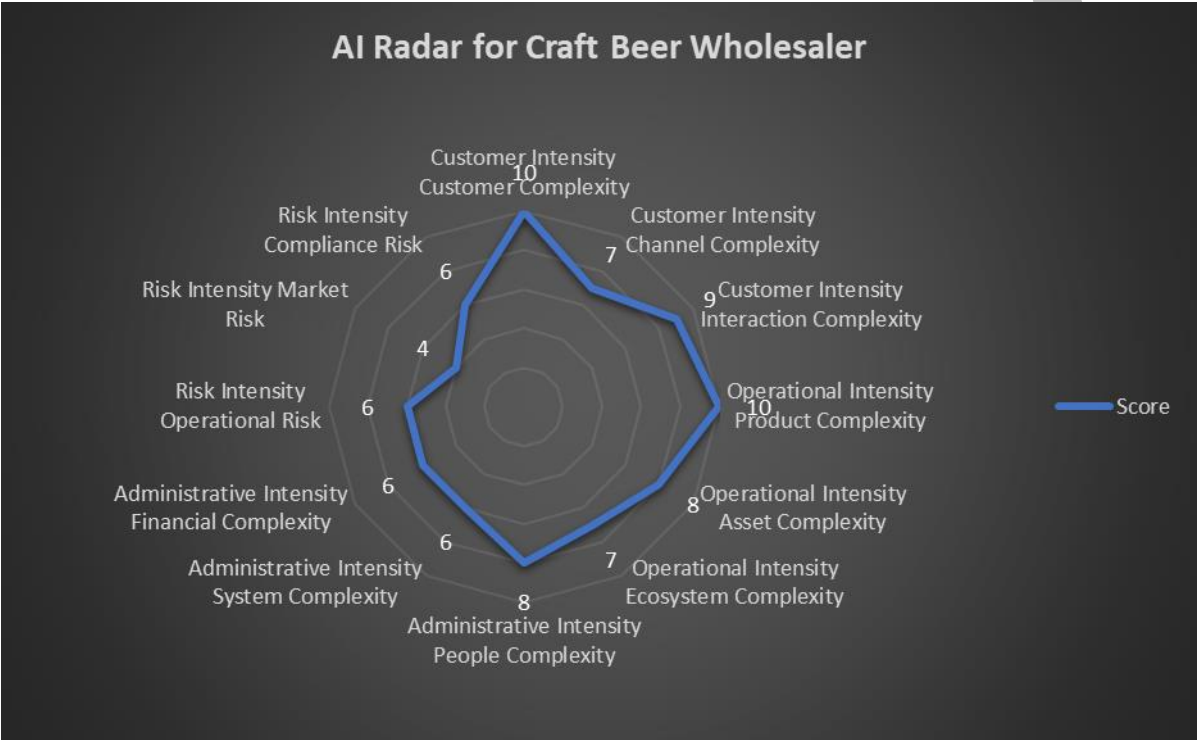 AI Radar for Craft Beer Wholesaler
Customer Intensity
Customer Complexity
10
Customer Intensity
Channel Complexity
7
Customer Intensity
Interaction Complexity
9
Operational Intensity
Product Complexity
10
Operational Intensity
Asset Complexity
8
Operational Intensity
Ecosystem Complexity
7
Administrative Intensity
People Complexity
8
Administrative Intensity
System Complexity
6
Administrative Intensity
Financial Complexity
6
Risk Intensity
Operational Risk
6
Risk Intensity Market
Risk
4
Risk Intensity
Compliance Risk
6
Score